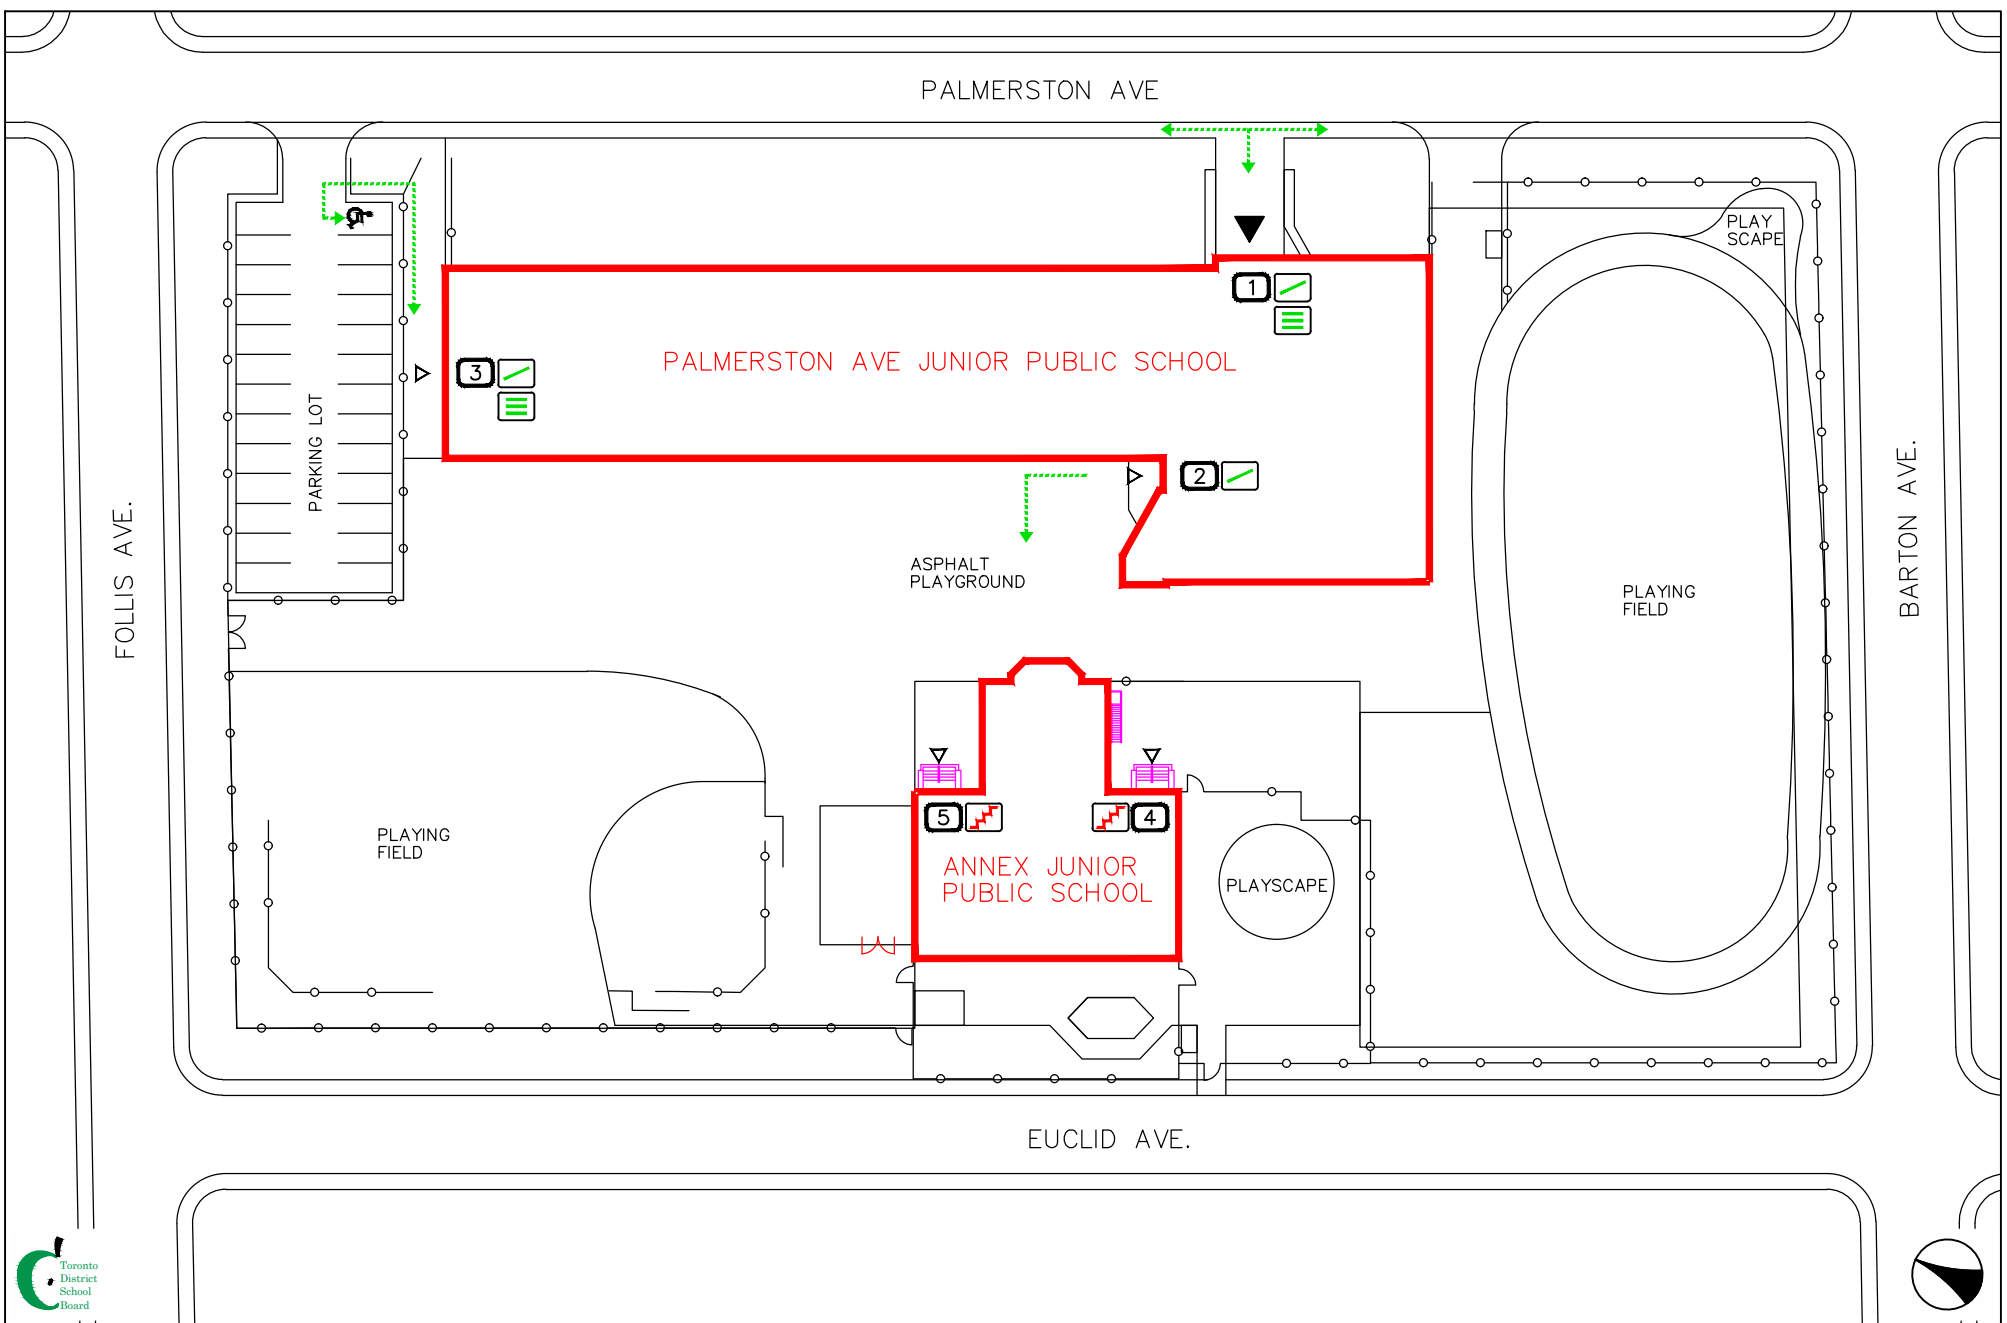 PALMERSTON AVE
PLAY
SCAPE
1
PALMERSTON AVE JUNIOR PUBLIC SCHOOL
3
PARKING LOT
2
FOLLIS AVE.
BARTON AVE.
ASPHALT
PLAYGROUND
PLAYING
FIELD
5
4
PLAYING
FIELD
ANNEX JUNIOR
PUBLIC SCHOOL
PLAYSCAPE
EUCLID AVE.
Toronto
District
School
Board